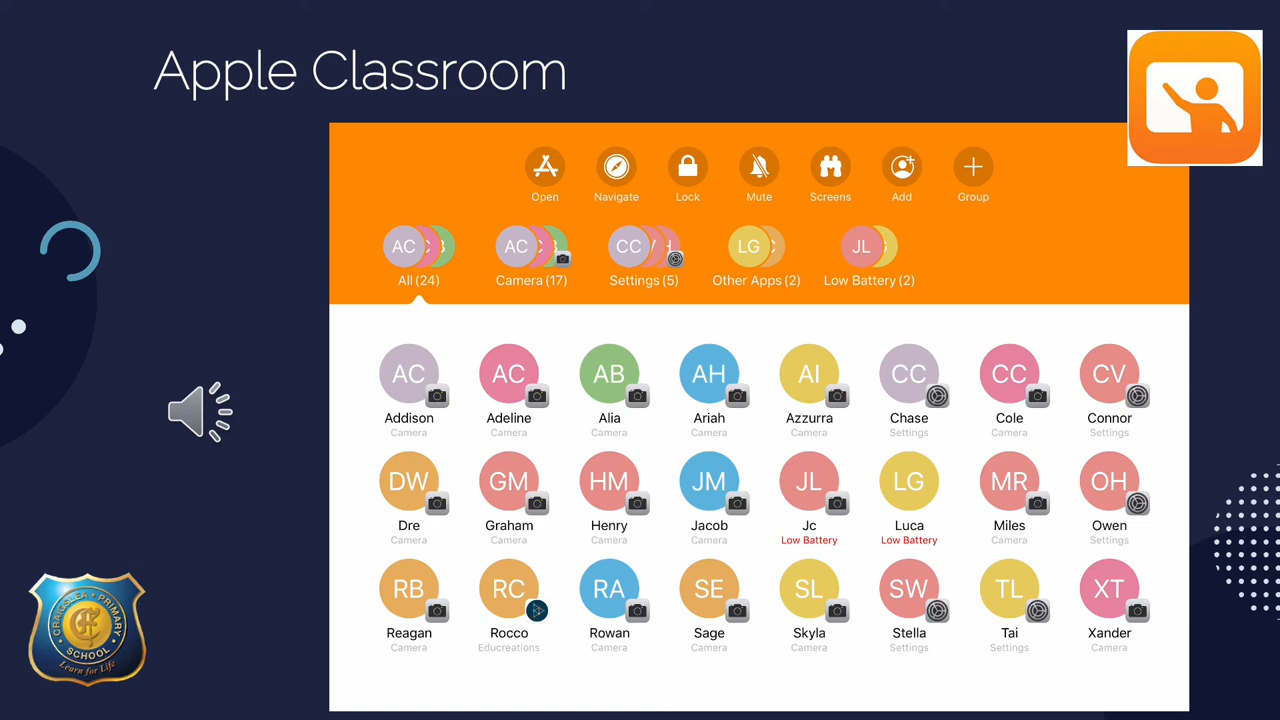 Apple Classroom
Open Navigate Lock Mute Screens Add Group
AC C B AC C B CC V H LG C JL G
All (24) Camera (17) Settings (5) Other Apps (2) Low Battery (2)
AC AC AB AH AI CC CC CV
Addison Adeline Alia Ariah Azzurra Chase Cole Connor
Camera Camera Camera Camera Camera Settings Camera Settings
DW GM HM JM JL LG MR OH
Dre Graham Henry Jacob Jc Luca Miles Owen
Camera Camera Camera Camera Low Battery Low Battery Camera Settings
RB RC RA SE SL SW TL XT
Reagan Rocco Rowan Sage Skyla Stella Tai Xander
Camera Educreations Camera Camera Camera Settings Settings Camera
CRAIGSLEA PRIMARY
SCHOOL
Learn for Life